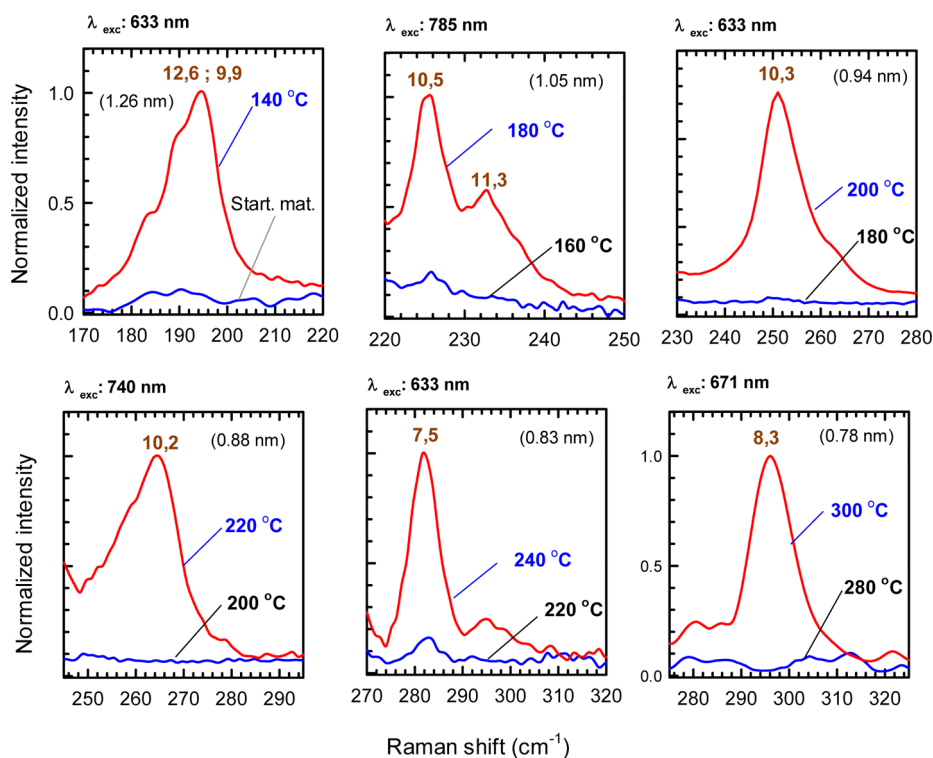 λ exc: 633 nm
λ exc: 785 nm
λ exc: 633 nm
12,6 ; 9,9
(1.26 nm)
140 °C
Start. mat.
10,5
(1.05 nm)
180 °C
11,3
160 °C
10,3
(0.94 nm)
200 °C
180 °C
1.0
0.5
0.0
Normalized intensity
170 180 190 200 210 220
220 230 240 250
230 240 250 260 270 280
λ exc: 740 nm
λ exc: 633 nm
λ exc: 671 nm
10,2
(0.88 nm)
220 °C
200 °C
7,5
(0.83 nm)
240 °C
220 °C
8,3
(0.78 nm)
300 °C
280 °C
1.0
0.5
0.0
Normalized intensity
250 260 270 280 290
270 280 290 300 310 320
280 290 300 310 320
Raman shift (cm⁻¹)